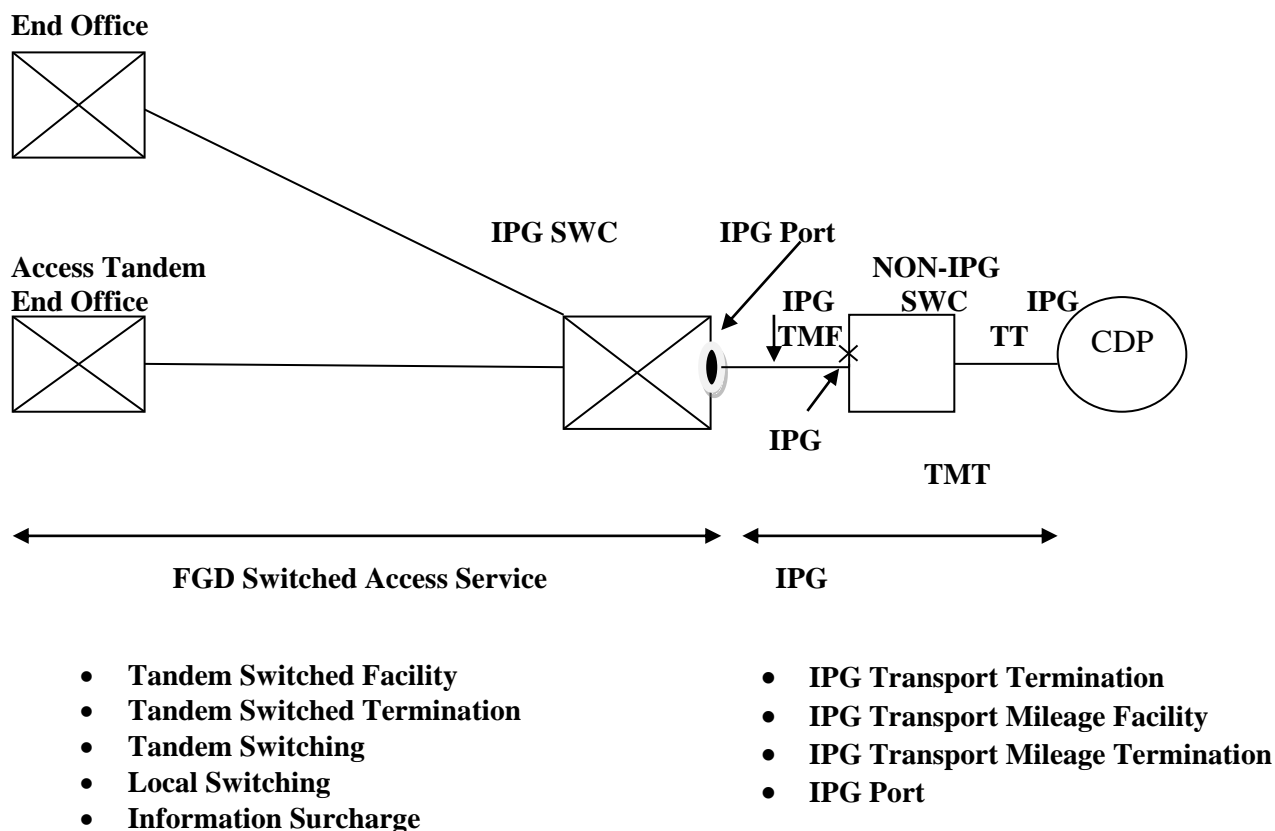 End Office
IPG SWC
IPG Port
Access Tandem
End Office
NON-IPG
SWC
IPG
TMF
IPG
TT
CDP
IPG
TMT
FGD Switched Access Service
IPG
• Tandem Switched Facility
• Tandem Switched Termination
• Tandem Switching
• Local Switching
• Information Surcharge
• IPG Transport Termination
• IPG Transport Mileage Facility
• IPG Transport Mileage Termination
• IPG Port